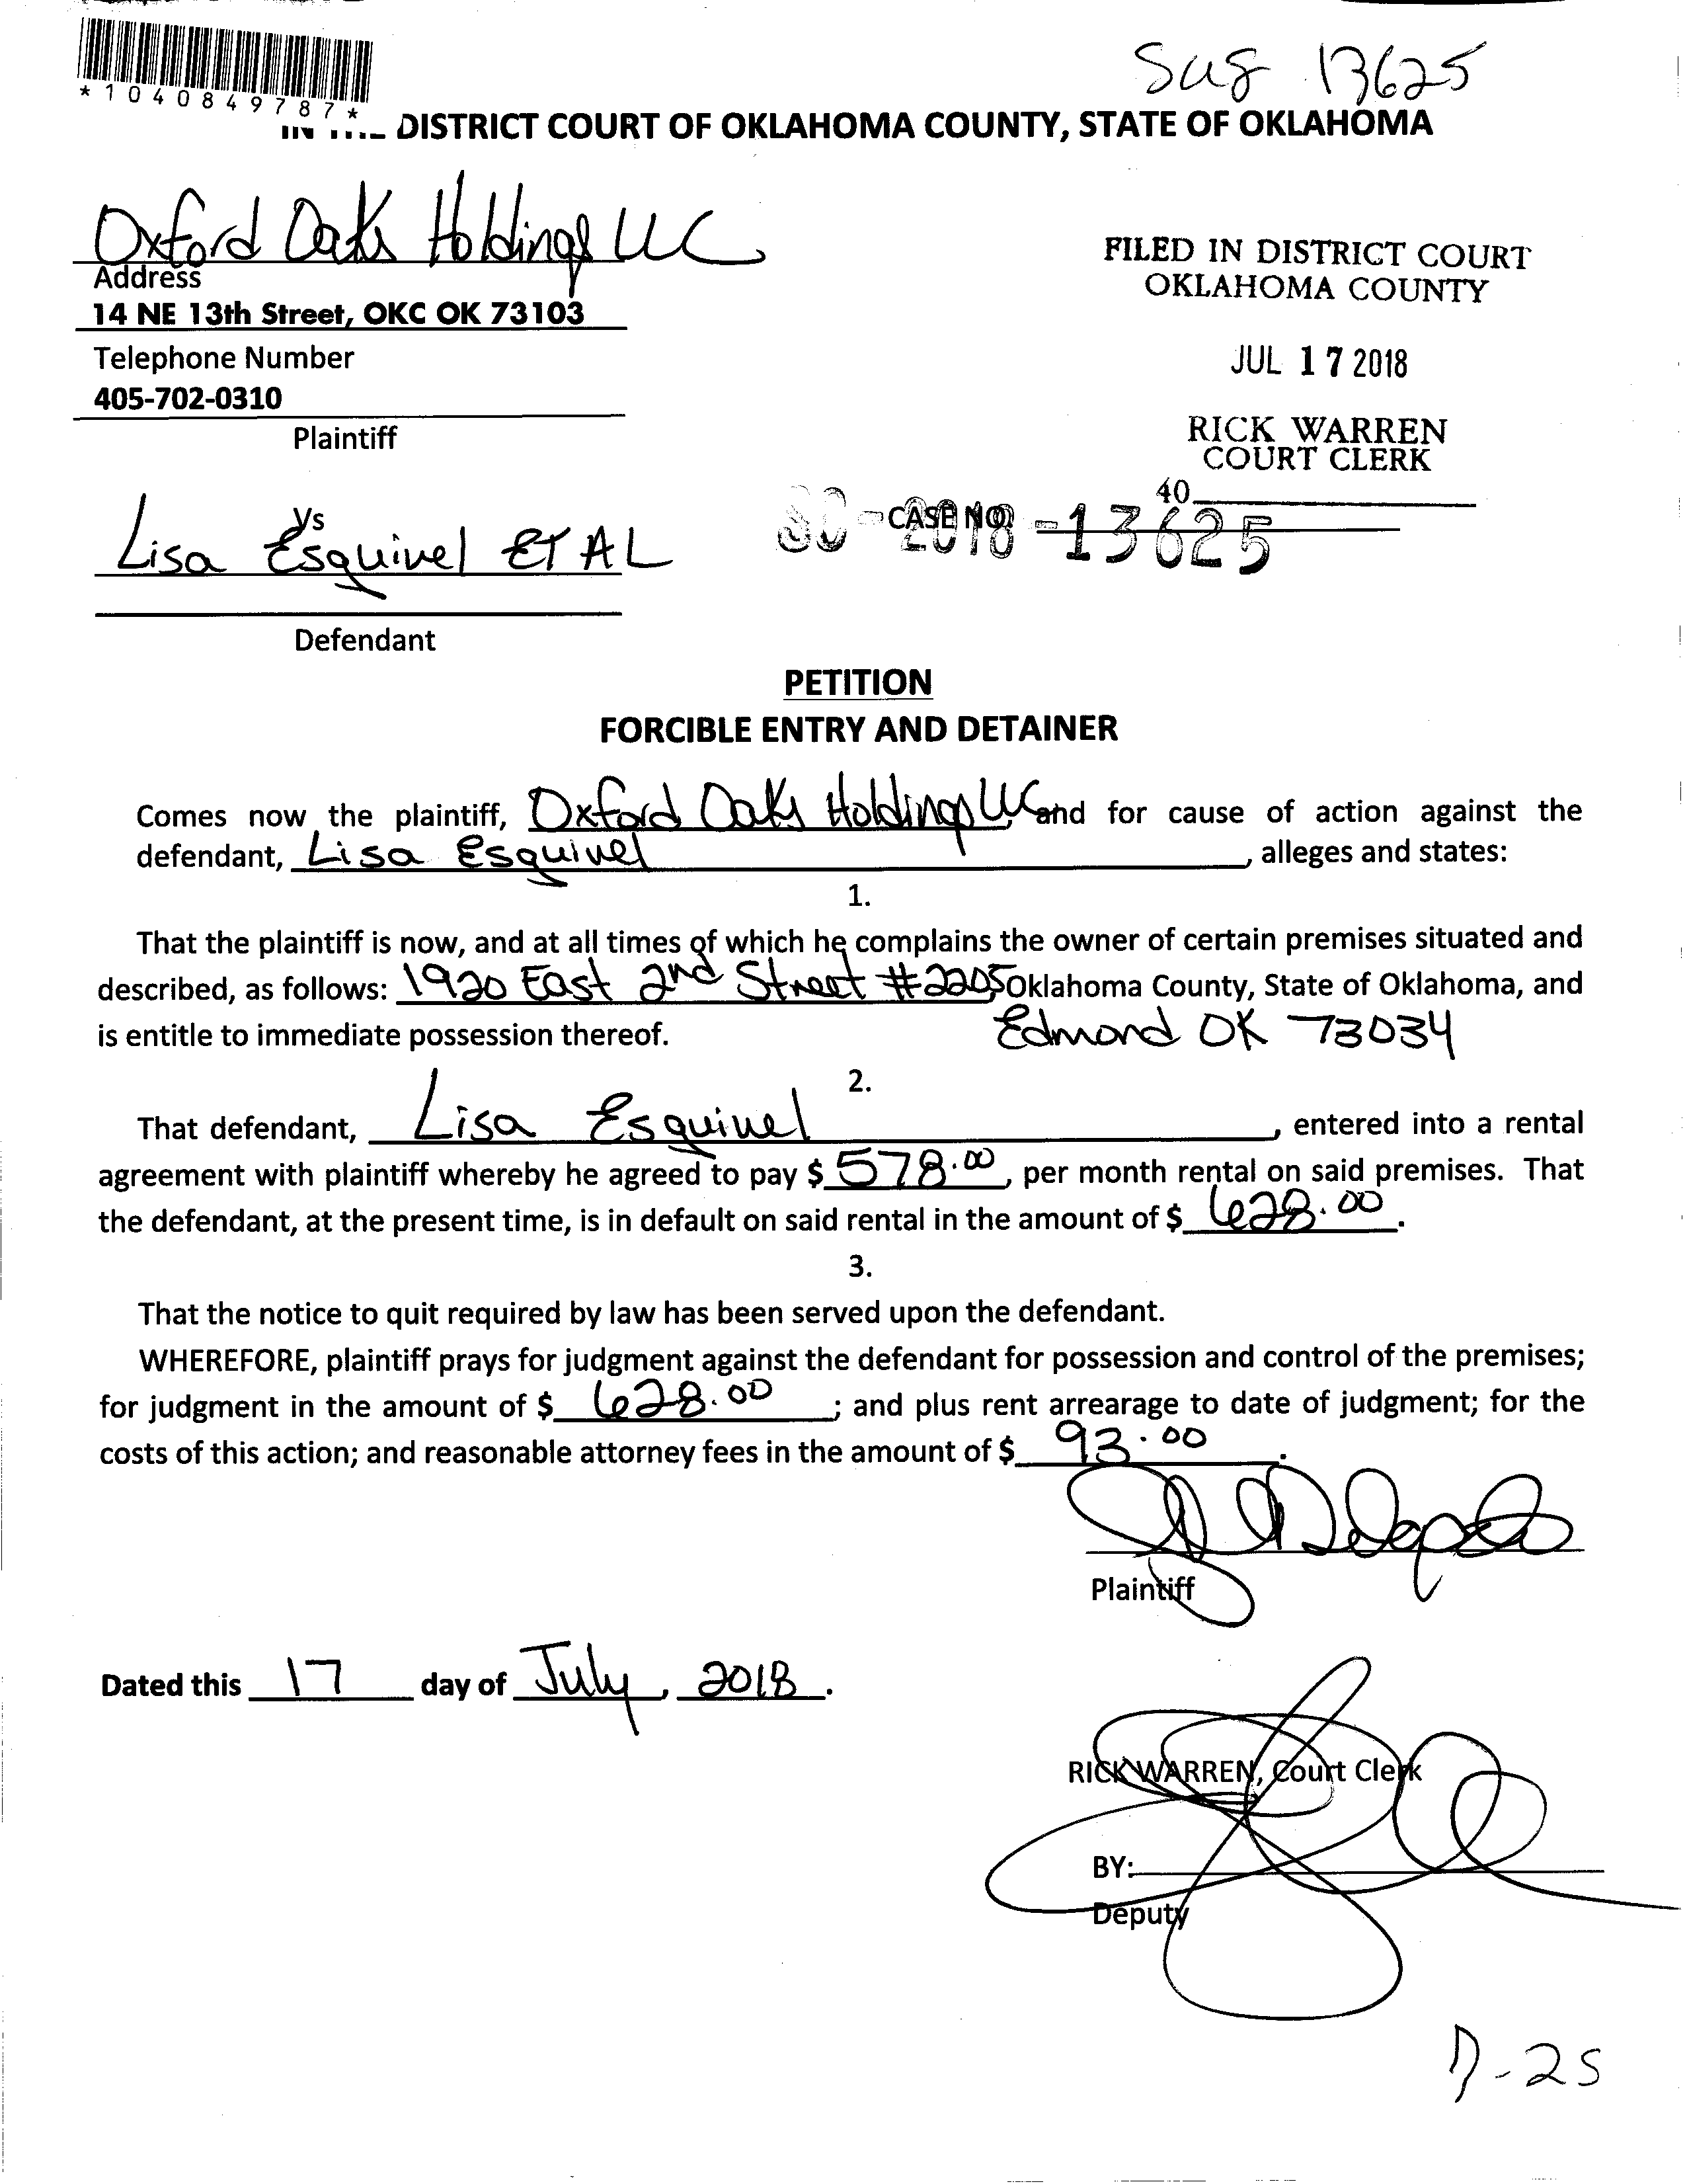 *1040849787*
SC18 13625
DISTRICT COURT OF OKLAHOMA COUNTY, STATE OF OKLAHOMA
Oxford Oaks Holdings LLC
Address
14 NE 13th Street, OKC OK 73103
Telephone Number
405-702-0310
Plaintiff
FILED IN DISTRICT COURT
OKLAHOMA COUNTY
JUL 17 2018
RICK WARREN
COURT CLERK
40
Vs
Lisa Esquivel ET AL
CASE NO. SC-2018-13625
Defendant
PETITION
FORCIBLE ENTRY AND DETAINER
Comes now the plaintiff, Oxford Oaks Holdings LLC and for cause of action against the
defendant, Lisa Esquivel, alleges and states:
1.
That the plaintiff is now, and at all times of which he complains the owner of certain premises situated and
described, as follows: 1920 East 2nd Street #2205, Oklahoma County, State of Oklahoma, and
is entitle to immediate possession thereof. Edmond OK 73034
2.
That defendant, Lisa Esquivel, entered into a rental
agreement with plaintiff whereby he agreed to pay $ 578.00, per month rental on said premises. That
the defendant, at the present time, is in default on said rental in the amount of $ 628.00.
3.
That the notice to quit required by law has been served upon the defendant.
WHEREFORE, plaintiff prays for judgment against the defendant for possession and control of the premises;
for judgment in the amount of $ 628.00; and plus rent arrearage to date of judgment; for the
costs of this action; and reasonable attorney fees in the amount of $ 93.00.
Plaintiff
Dated this 17 day of July, 2018.
RICK WARREN, Court Clerk
BY:
Deputy